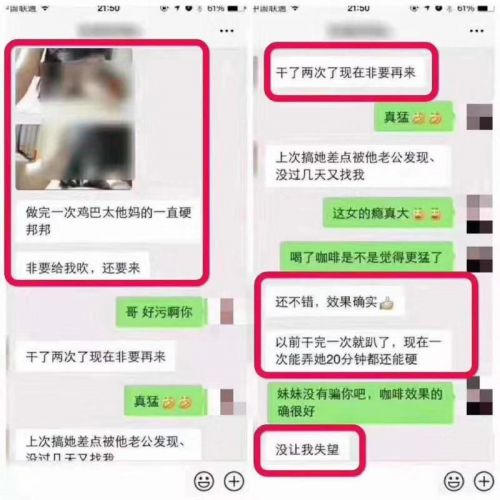 中国联通
21:50
61%
做完一次鸡巴太他妈的一直硬
邦邦
非要给我吹，还要来
哥 好污啊你
干了两次了现在非要再来
真猛
上次搞她差点被他老公发现、
没过几天又找我
中国联通
21:50
61%
干了两次了现在非要再来
真猛
上次搞她差点被他老公发现、
没过几天又找我
这女的瘾真大
喝了咖啡是不是觉得更猛了
还不错，效果确实
以前干完一次就趴了，现在一
次能弄她20分钟都还能硬
妹妹没有骗你吧，咖啡效果的
确很好
没让我失望